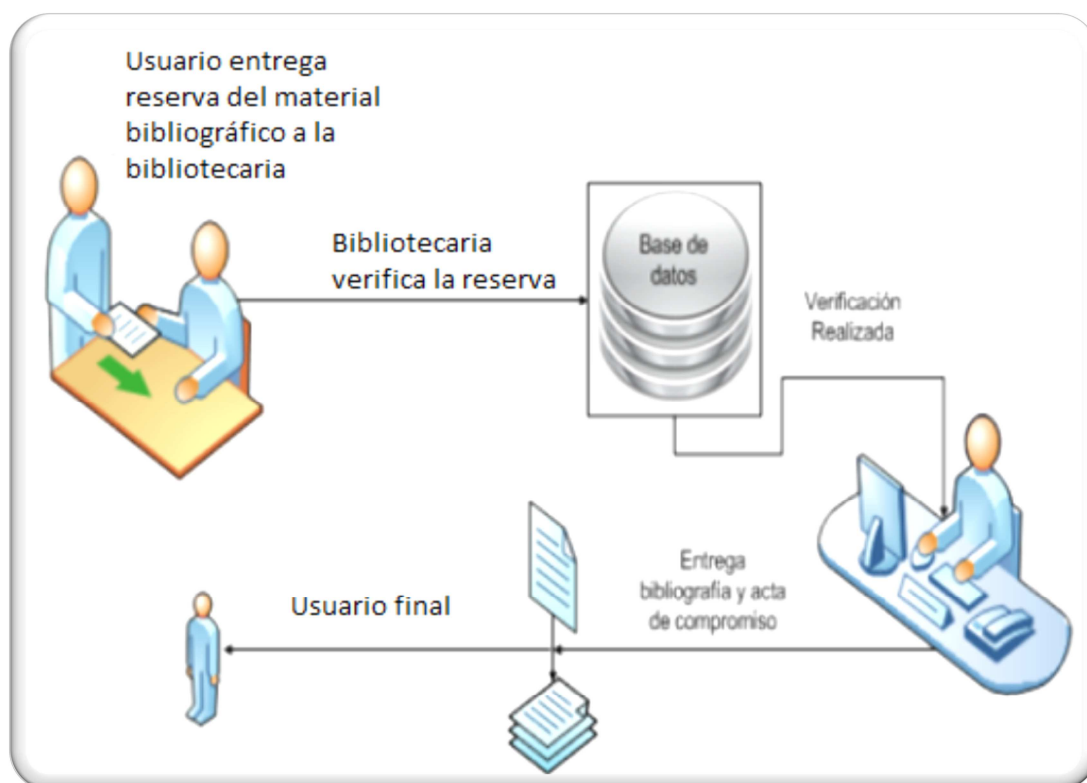 Usuario entrega
reserva del material
bibliográfico a la
bibliotecaria
Bibliotecaria
verifica la reserva
Base de
datos
Verificación
Realizada
Entrega
bibliografia y acta
de compromiso
Usuario final